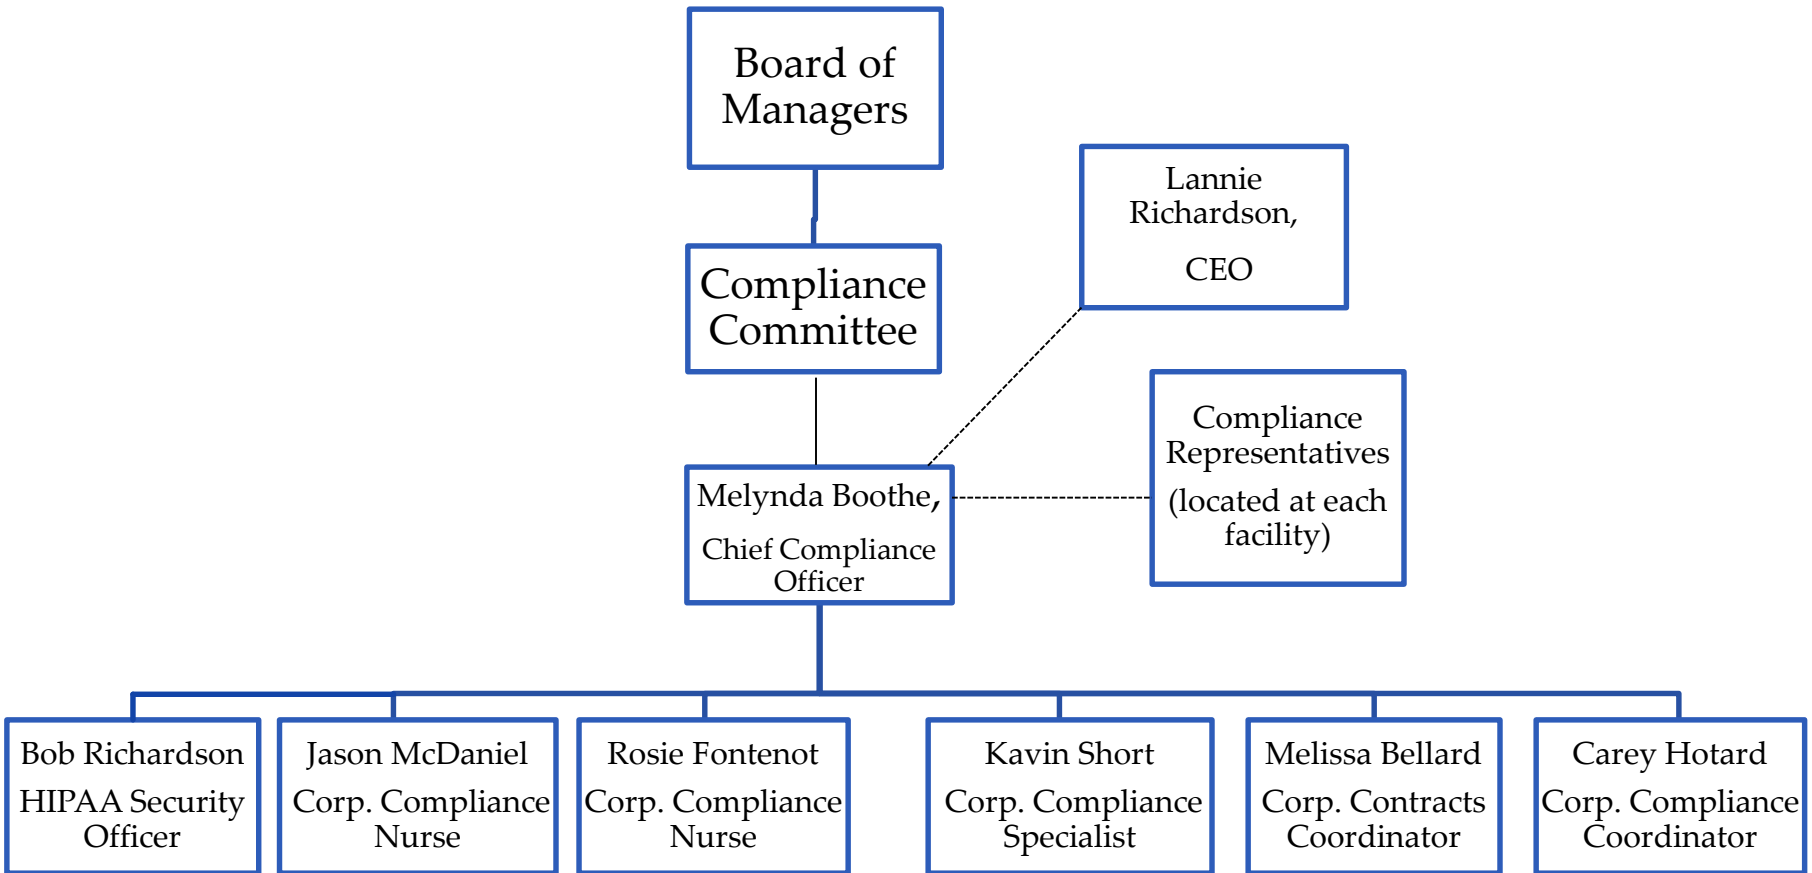 Board of
Managers
Lannie
Richardson,
CEO
Compliance
Committee
Compliance
Representatives
(located at each
facility)
Melynda Boothe,
Chief Compliance
Officer
Bob Richardson
HIPAA Security
Officer
Jason McDaniel
Corp. Compliance
Nurse
Rosie Fontenot
Corp. Compliance
Nurse
Kavin Short
Corp. Compliance
Specialist
Melissa Bellard
Corp. Contracts
Coordinator
Carey Hotard
Corp. Compliance
Coordinator